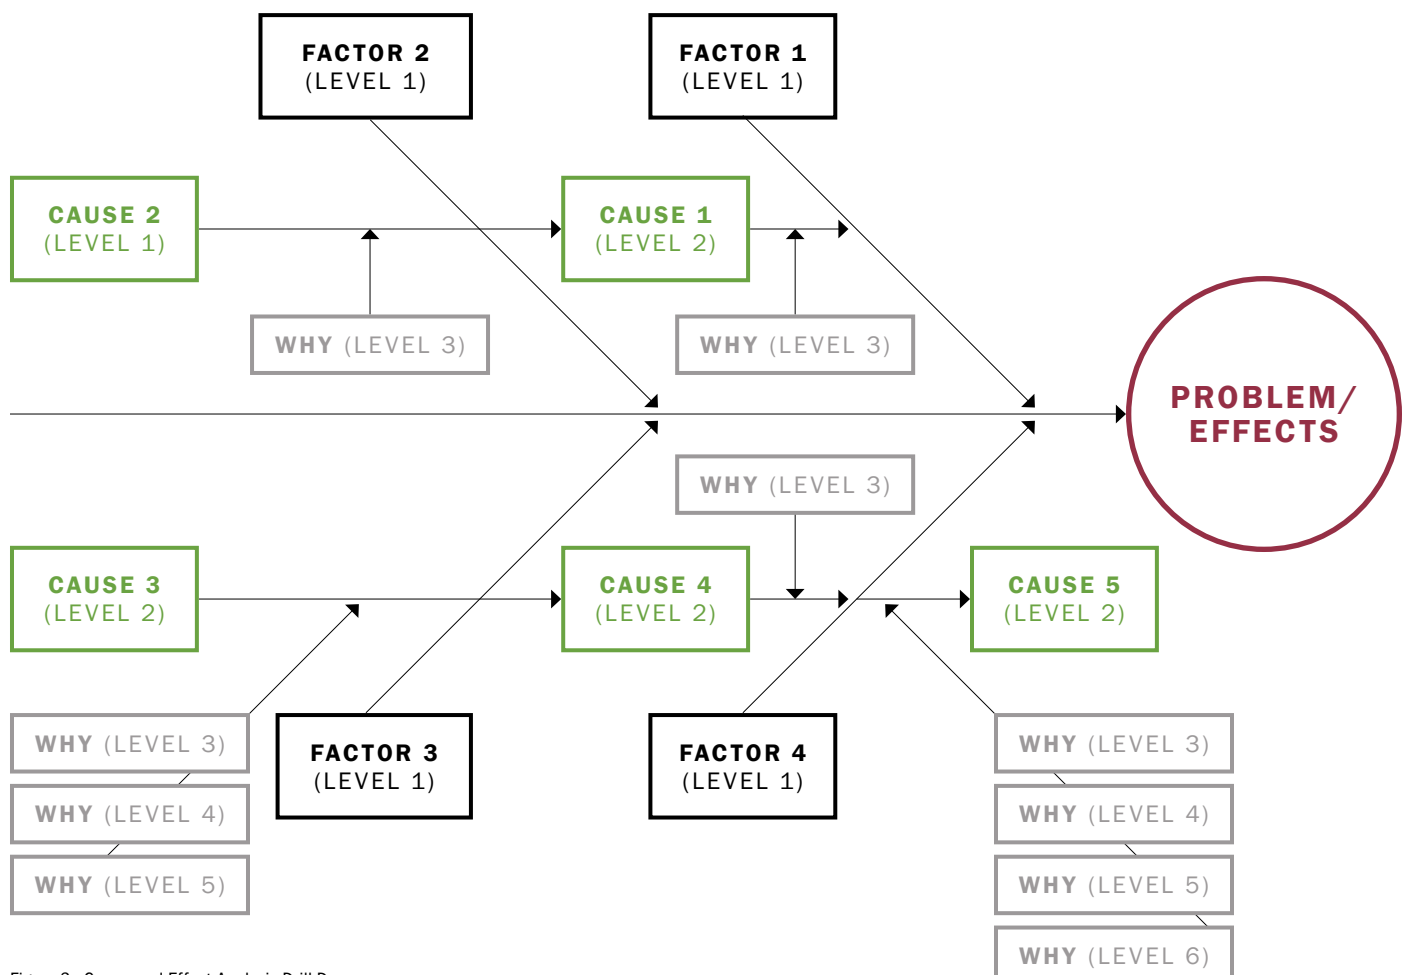 FACTOR 2
(LEVEL 1)
FACTOR 1
(LEVEL 1)
CAUSE 2
(LEVEL 1)
CAUSE 1
(LEVEL 2)
WHY (LEVEL 3)
WHY (LEVEL 3)
PROBLEM/
EFFECTS
WHY (LEVEL 3)
CAUSE 3
(LEVEL 2)
CAUSE 4
(LEVEL 2)
CAUSE 5
(LEVEL 2)
WHY (LEVEL 3)
WHY (LEVEL 4)
WHY (LEVEL 5)
FACTOR 3
(LEVEL 1)
FACTOR 4
(LEVEL 1)
WHY (LEVEL 3)
WHY (LEVEL 4)
WHY (LEVEL 5)
WHY (LEVEL 6)